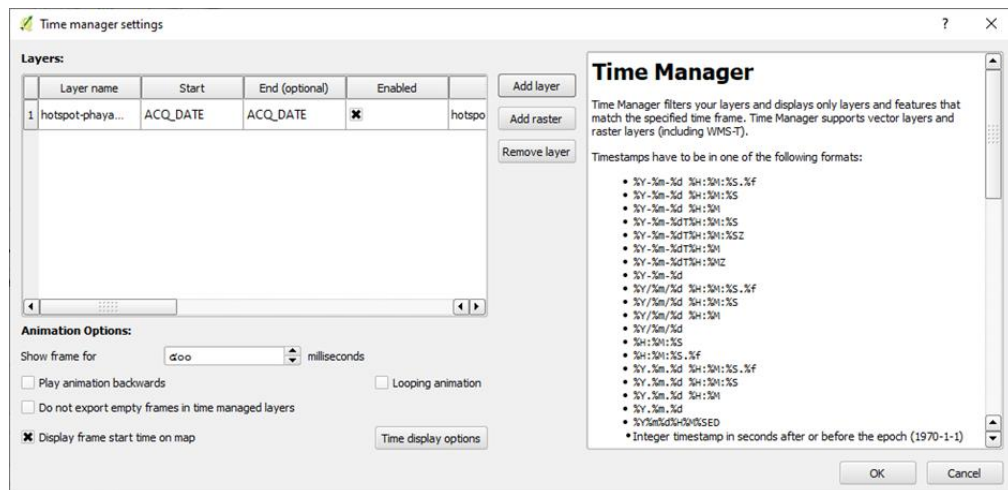 Time manager settings
Layers:
Layer name Start End (optional) Enabled
1 hotspot-phaya... ACQ_DATE ACQ_DATE hotspo
Add layer
Add raster
Remove layer
Animation Options:
Show frame for ๕๐๐ milliseconds
Play animation backwards Looping animation
Do not export empty frames in time managed layers
Display frame start time on map Time display options
Time Manager
Time Manager filters your layers and displays only layers and features that
match the specified time frame. Time Manager supports vector layers and
raster layers (including WMS-T).
Timestamps have to be in one of the following formats:
• %Y-%m-%d %H:%M:%S.%f
• %Y-%m-%d %H:%M:%S
• %Y-%m-%d %H:%M
• %Y-%m-%dT%H:%M:%S
• %Y-%m-%dT%H:%M:%SZ
• %Y-%m-%dT%H:%M
• %Y-%m-%dT%H:%MZ
• %Y-%m-%d
• %Y/%m/%d %H:%M:%S.%f
• %Y/%m/%d %H:%M:%S
• %Y/%m/%d %H:%M
• %Y/%m/%d
• %H:%M:%S
• %H:%M:%S.%f
• %Y.%m.%d %H:%M:%S.%f
• %Y.%m.%d %H:%M:%S
• %Y.%m.%d %H:%M
• %Y.%m.%d
• %Y%m%d%H%M%SED
• Integer timestamp in seconds after or before the epoch (1970-1-1)
OK Cancel